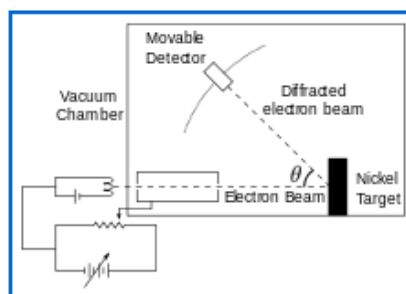 Movable
Detector
Vacuum
Chamber
Diffracted
electron beam
θ
Nickel
Target
Electron Beam